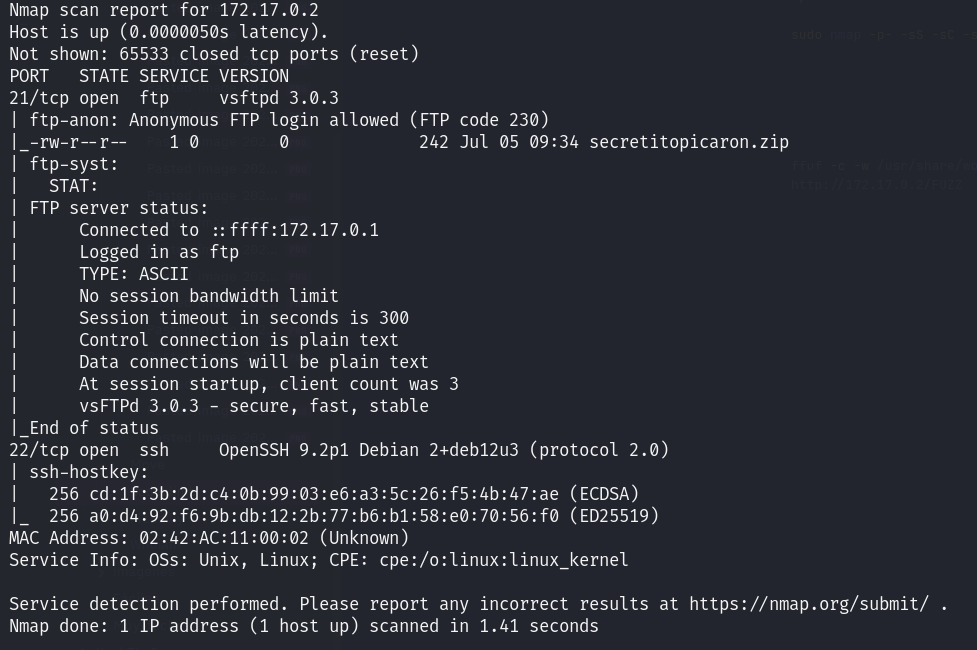 Nmap scan report for 172.17.0.2
Host is up (0.0000050s latency).
Not shown: 65533 closed tcp ports (reset)
PORT   STATE SERVICE VERSION
21/tcp open  ftp     vsftpd 3.0.3
| ftp-anon: Anonymous FTP login allowed (FTP code 230)
|_-rw-r--r--    1 0        0             242 Jul 05 09:34 secretitopicaron.zip
| ftp-syst:
|   STAT:
| FTP server status:
|      Connected to ::ffff:172.17.0.1
|      Logged in as ftp
|      TYPE: ASCII
|      No session bandwidth limit
|      Session timeout in seconds is 300
|      Control connection is plain text
|      Data connections will be plain text
|      At session startup, client count was 3
|      vsFTPd 3.0.3 - secure, fast, stable
|_End of status
22/tcp open  ssh     OpenSSH 9.2p1 Debian 2+deb12u3 (protocol 2.0)
| ssh-hostkey:
|   256 cd:1f:3b:2d:c4:0b:99:03:e6:a3:5c:26:f5:4b:47:ae (ECDSA)
|_  256 a0:d4:92:f6:9b:db:12:2b:77:b6:b1:58:e0:70:56:f0 (ED25519)
MAC Address: 02:42:AC:11:00:02 (Unknown)
Service Info: OSs: Unix, Linux; CPE: cpe:/o:linux:linux_kernel
Service detection performed. Please report any incorrect results at https://nmap.org/submit/ .
Nmap done: 1 IP address (1 host up) scanned in 1.41 seconds